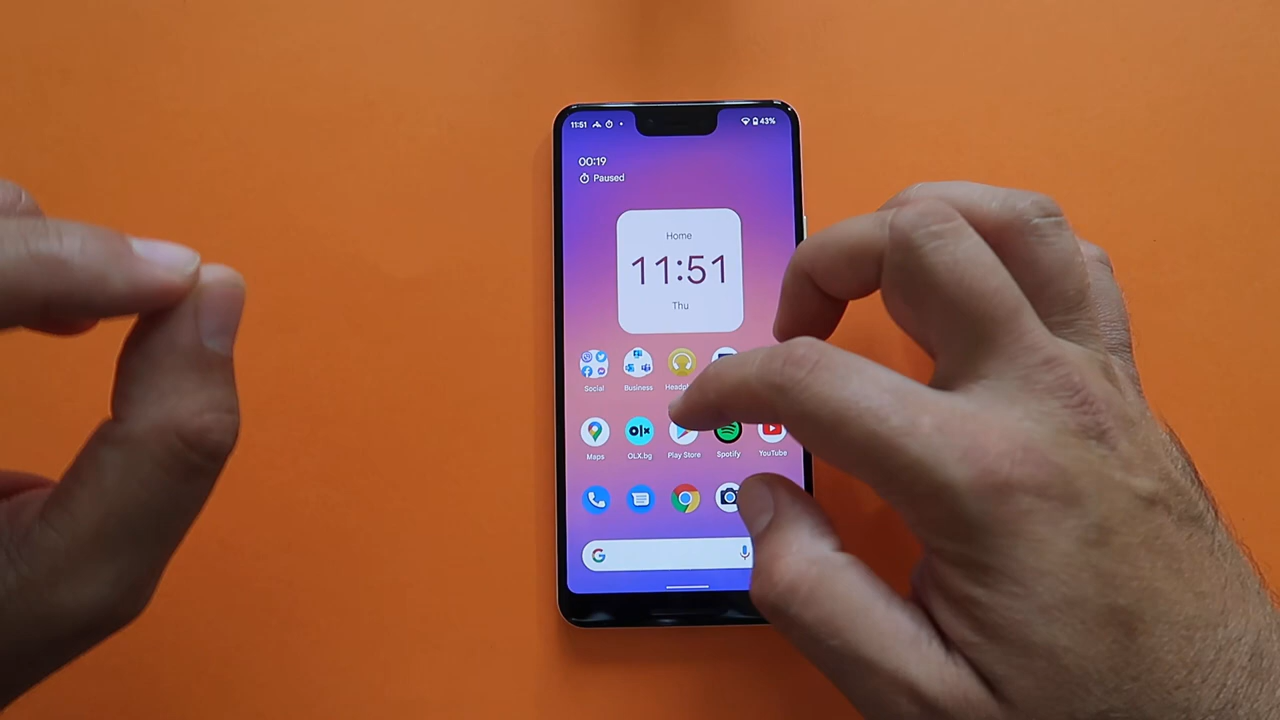 11:51
43%
00:19
Paused
Home
11:51
Thu
Social
Business
Maps
OLX
OLX.bg
Play Store
Spotify
YouTube